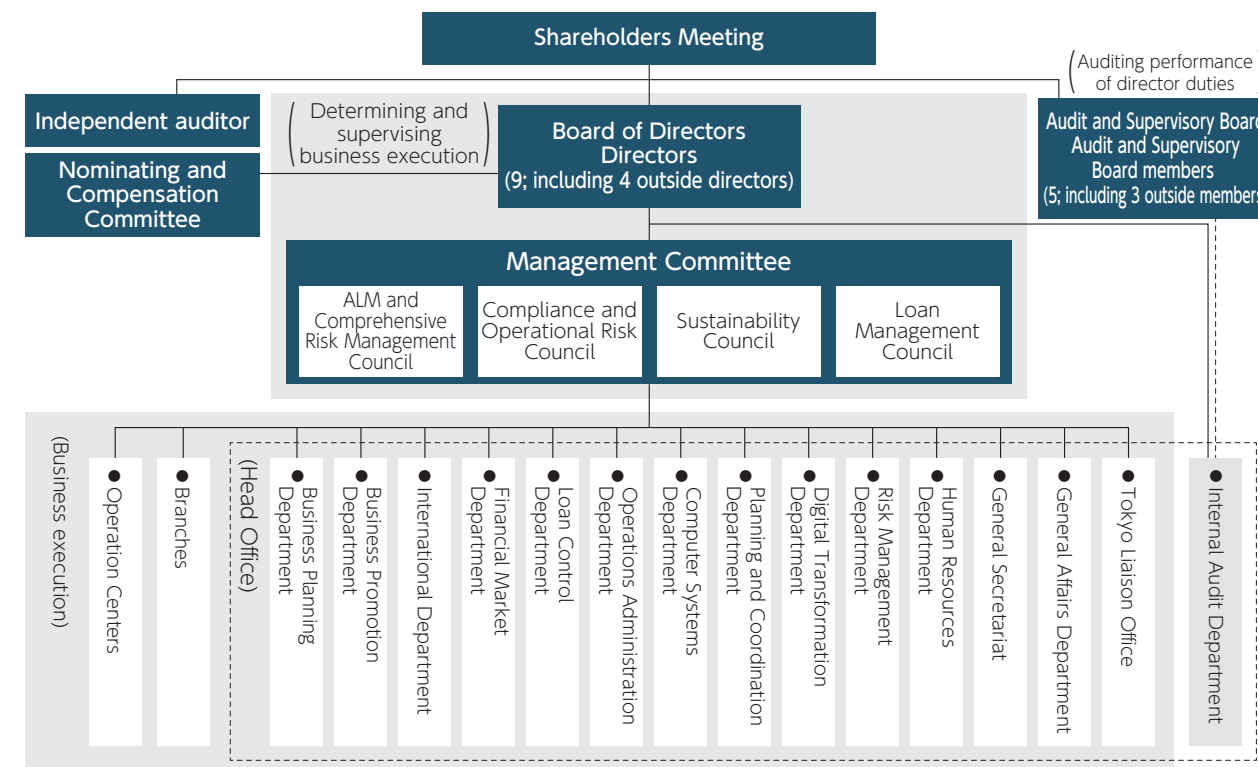 Shareholders Meeting
(Auditing performance
of director duties
Independent auditor
(Determining and
supervising
business execution)
Board of Directors
Directors
(9; including 4 outside directors)
Audit and Supervisory Board
Audit and Supervisory
Board members
(5; including 3 outside members
Nominating and
Compensation
Committee
Management Committee
ALM and
Comprehensive
Risk Management
Council
Compliance and
Operational Risk
Council
Sustainability
Council
Loan
Management
Council
(Business execution)
● Operation Centers
● Branches
(Head Office)
● Business Planning
Department
● Business Promotion
Department
● International Department
● Financial Market
Department
● Loan Control
Department
● Operations Administration
Department
● Computer Systems
Department
● Planning and Coordination
Department
● Digital Transformation
Department
● Risk Management
Department
● Human Resources
Department
● General Secretariat
● General Affairs Department
● Tokyo Liaison Office
● Internal Audit Department